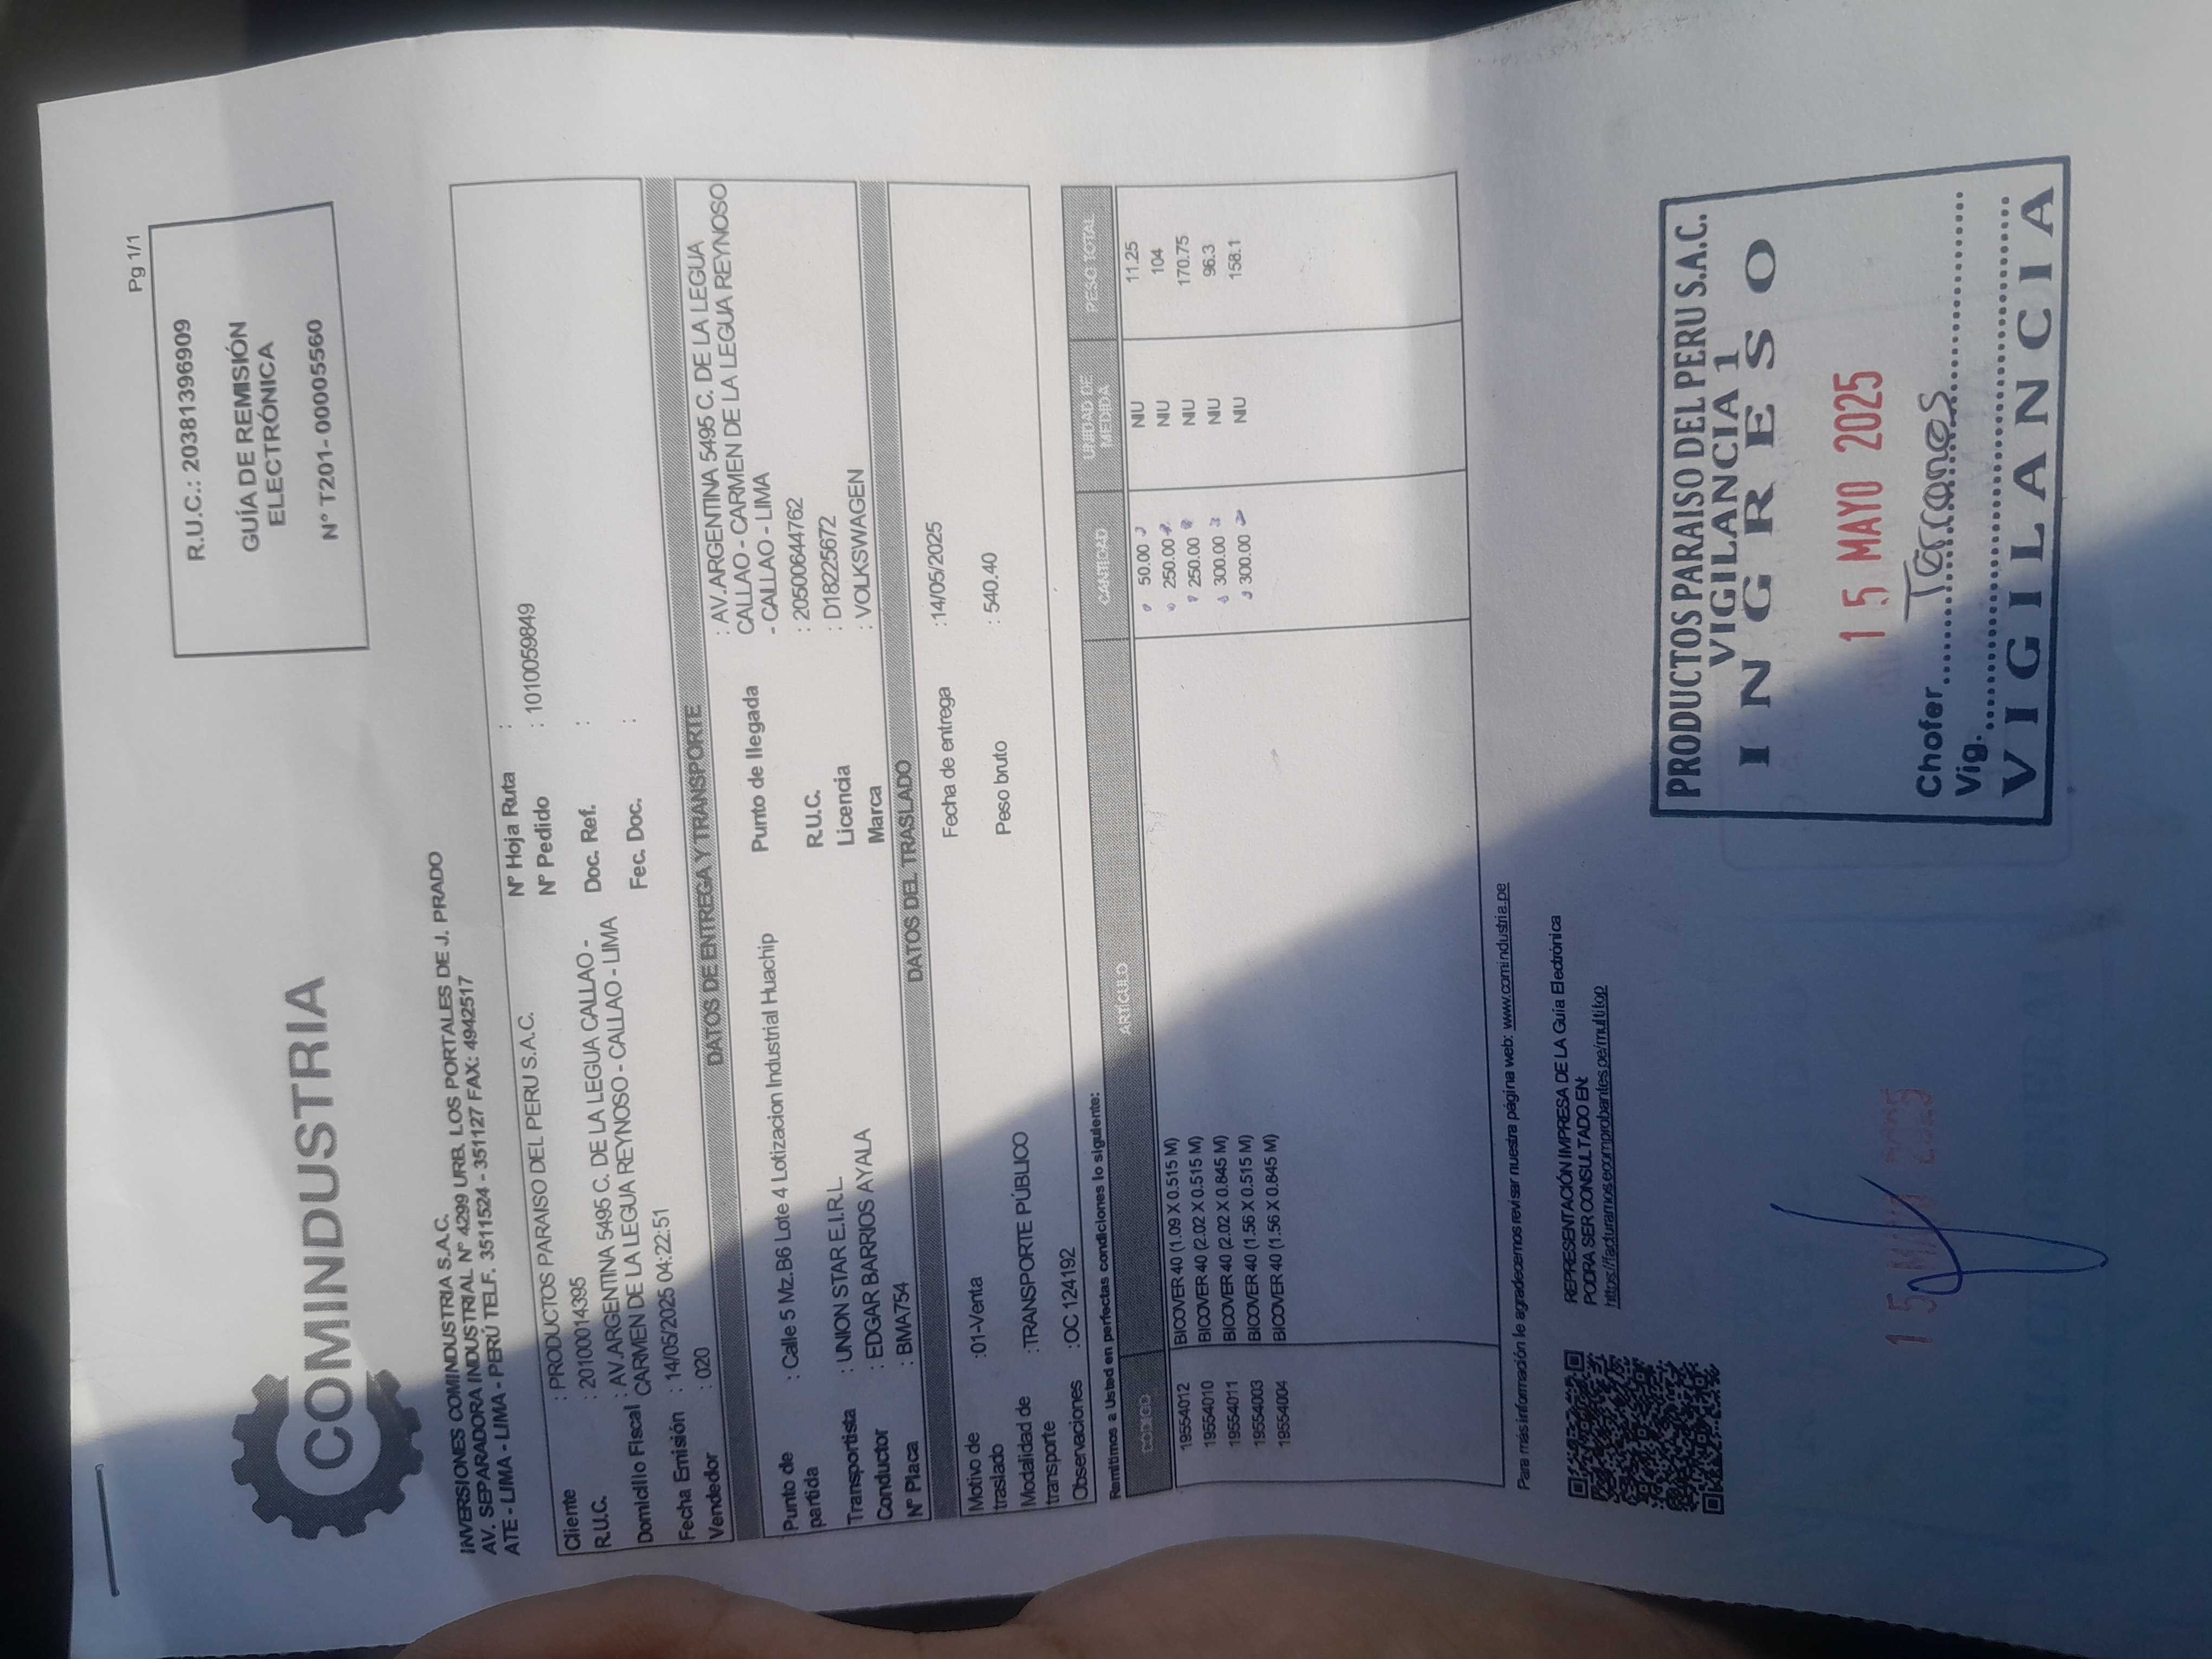 Pg 1/1
COMINDUSTRIA
R.U.C.: 20381396909
GUÍA DE REMISIÓN
ELECTRÓNICA
N° T201- 00005560
INVERSIONES COMINDUSTRIA S.A.C.
AV. SEPARADORA INDUSTRIAL Nº 4299 URB. LOS PORTALES DE J. PRADO
ATE - LIMA - LIMA - PERÚ TELF. 3511524 - 351127 FAX: 4942517
Cliente : PRODUCTOS PARAISO DEL PERU S.A.C.
R.U.C. : 20100014395
Domicilio Fiscal : AV.ARGENTINA 5495 C. DE LA LEGUA CALLAO -
CARMEN DE LA LEGUA REYNOSO - CALLAO - LIMA
Fecha Emisión : 14/05/2025 04:22:51
Vendedor : 020
Nº Hoja Ruta :
Nº Pedido : 1010059849
Doc. Ref. :
Fec. Doc. :
DATOS DE ENTREGA Y TRANSPORTE
Punto de partida : Calle 5 Mz.B6 Lote 4 Lotizacion Industrial Huachip
Transportista : UNION STAR E.I.R.L.
Conductor : EDGAR BARRIOS AYALA
Nº Placa : BMA754
Punto de llegada : AV.ARGENTINA 5495 C. DE LA LEGUA
CALLAO - CARMEN DE LA LEGUA REYNOSO
- CALLAO - LIMA
R.U.C. : 20500644762
Licencia : D18225672
Marca : VOLKSWAGEN
DATOS DEL TRASLADO
Motivo de traslado :01-Venta
Modalidad de transporte :TRANSPORTE PÚBLICO
Observaciones :OC 124192
Fecha de entrega :14/05/2025
Peso bruto : 540.40
Remitimos a Usted en perfectas condiciones lo siguiente:
CODIGO ARTÍCULO CANTIDAD UNIDAD DE MEDIDA PESO TOTAL
19554012 BICOVER 40 (1.09 X 0.515 M) 50.00 NIU 11.25
19554010 BICOVER 40 (2.02 X 0.515 M) 250.00 NIU 104
19554011 BICOVER 40 (2.02 X 0.845 M) 250.00 NIU 170.75
19554003 BICOVER 40 (1.56 X 0.515 M) 300.00 NIU 96.3
19554004 BICOVER 40 (1.56 X 0.845 M) 300.00 NIU 158.1
Para más información le agradecemos revisar nuestra página web: www.comindustria.pe
REPRESENTACIÓN IMPRESA DE LA Guía Electrónica
PODRA SER CONSULTADO EN:
https://facturamos.ecomprobantes.pe/multitop
PRODUCTOS PARAISO DEL PERU S.A.C.
VIGILANCIA 1
INGRESO
15 MAYO 2025
Chofer
Vig.
VIGILANCIA